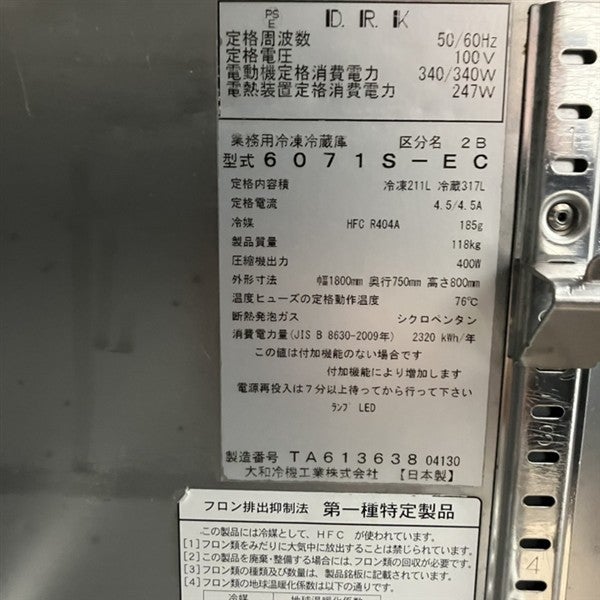 PS
E
D. R. K
定格周波数 50/60Hz
定格電圧 100V
電動機定格消費電力 340/340W
電熱装置定格消費電力 247W
業務用冷凍冷蔵庫 区分名 2B
型式 6071S-EC
定格内容積 冷凍211L 冷蔵317L
定格電流 4.5/4.5A
冷媒 HFC R404A 185g
製品質量 118kg
圧縮機出力 400W
外形寸法 幅1800mm 奥行750mm 高さ800mm
温度ヒューズの定格動作温度 76℃
断熱発泡ガス シクロペンタン
消費電力量(JIS B 8630-2009年) 2320 kWh/年
この値は付加機能のない場合です
付加機能により増加します
電源再投入は7分以上待ってから行って下さい
ランプ LED
製造番号 TA613638 04130
大和冷機工業株式会社 【日本製】
フロン排出抑制法 第一種特定製品
この製品には冷媒として、HFC が使われています。
[1]フロン類をみだりに大気中に放出することは禁じられています。
[2]この製品を廃棄・整備する場合には、フロン類の回収が必要です。
[3]フロン類の種類及び数量は、製品銘板に記載されています。
[4]フロン類の地球温暖化係数は以下の通りです。
冷媒 地球温暖化係数
4